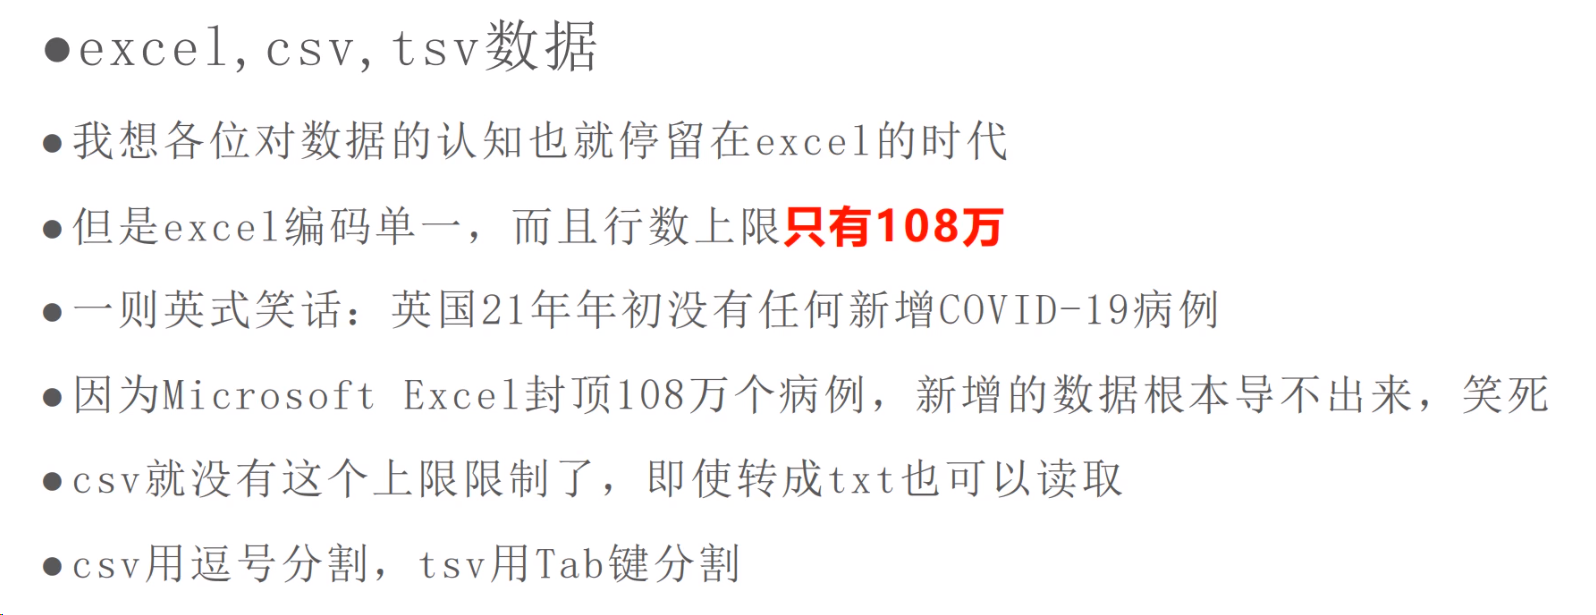 ●excel,csv,tsv数据
●我想各位对数据的认知也就停留在excel的时代
●但是excel编码单一，而且行数上限只有108万
●一则英式笑话：英国21年年初没有任何新增COVID-19病例
●因为Microsoft Excel封顶108万个病例，新增的数据根本导不出来，笑死
●csv就没有这个上限限制了，即使转成txt也可以读取
●csv用逗号分割，tsv用Tab键分割